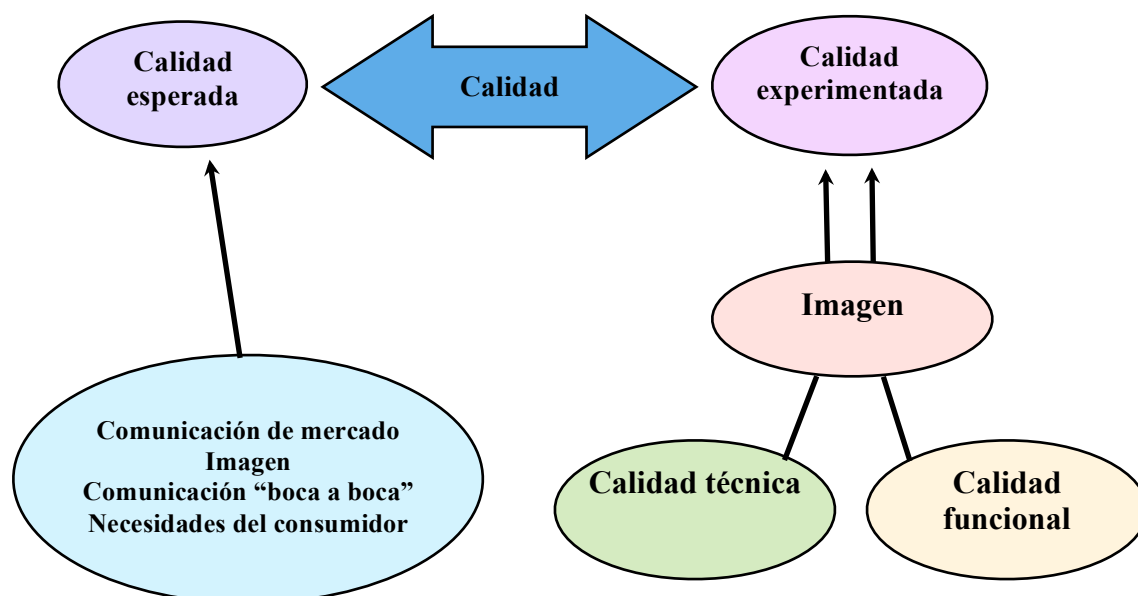 Calidad
esperada
Calidad
Calidad
experimentada
Imagen
Comunicación de mercado
Imagen
Comunicación “boca a boca”
Necesidades del consumidor
Calidad técnica
Calidad
funcional